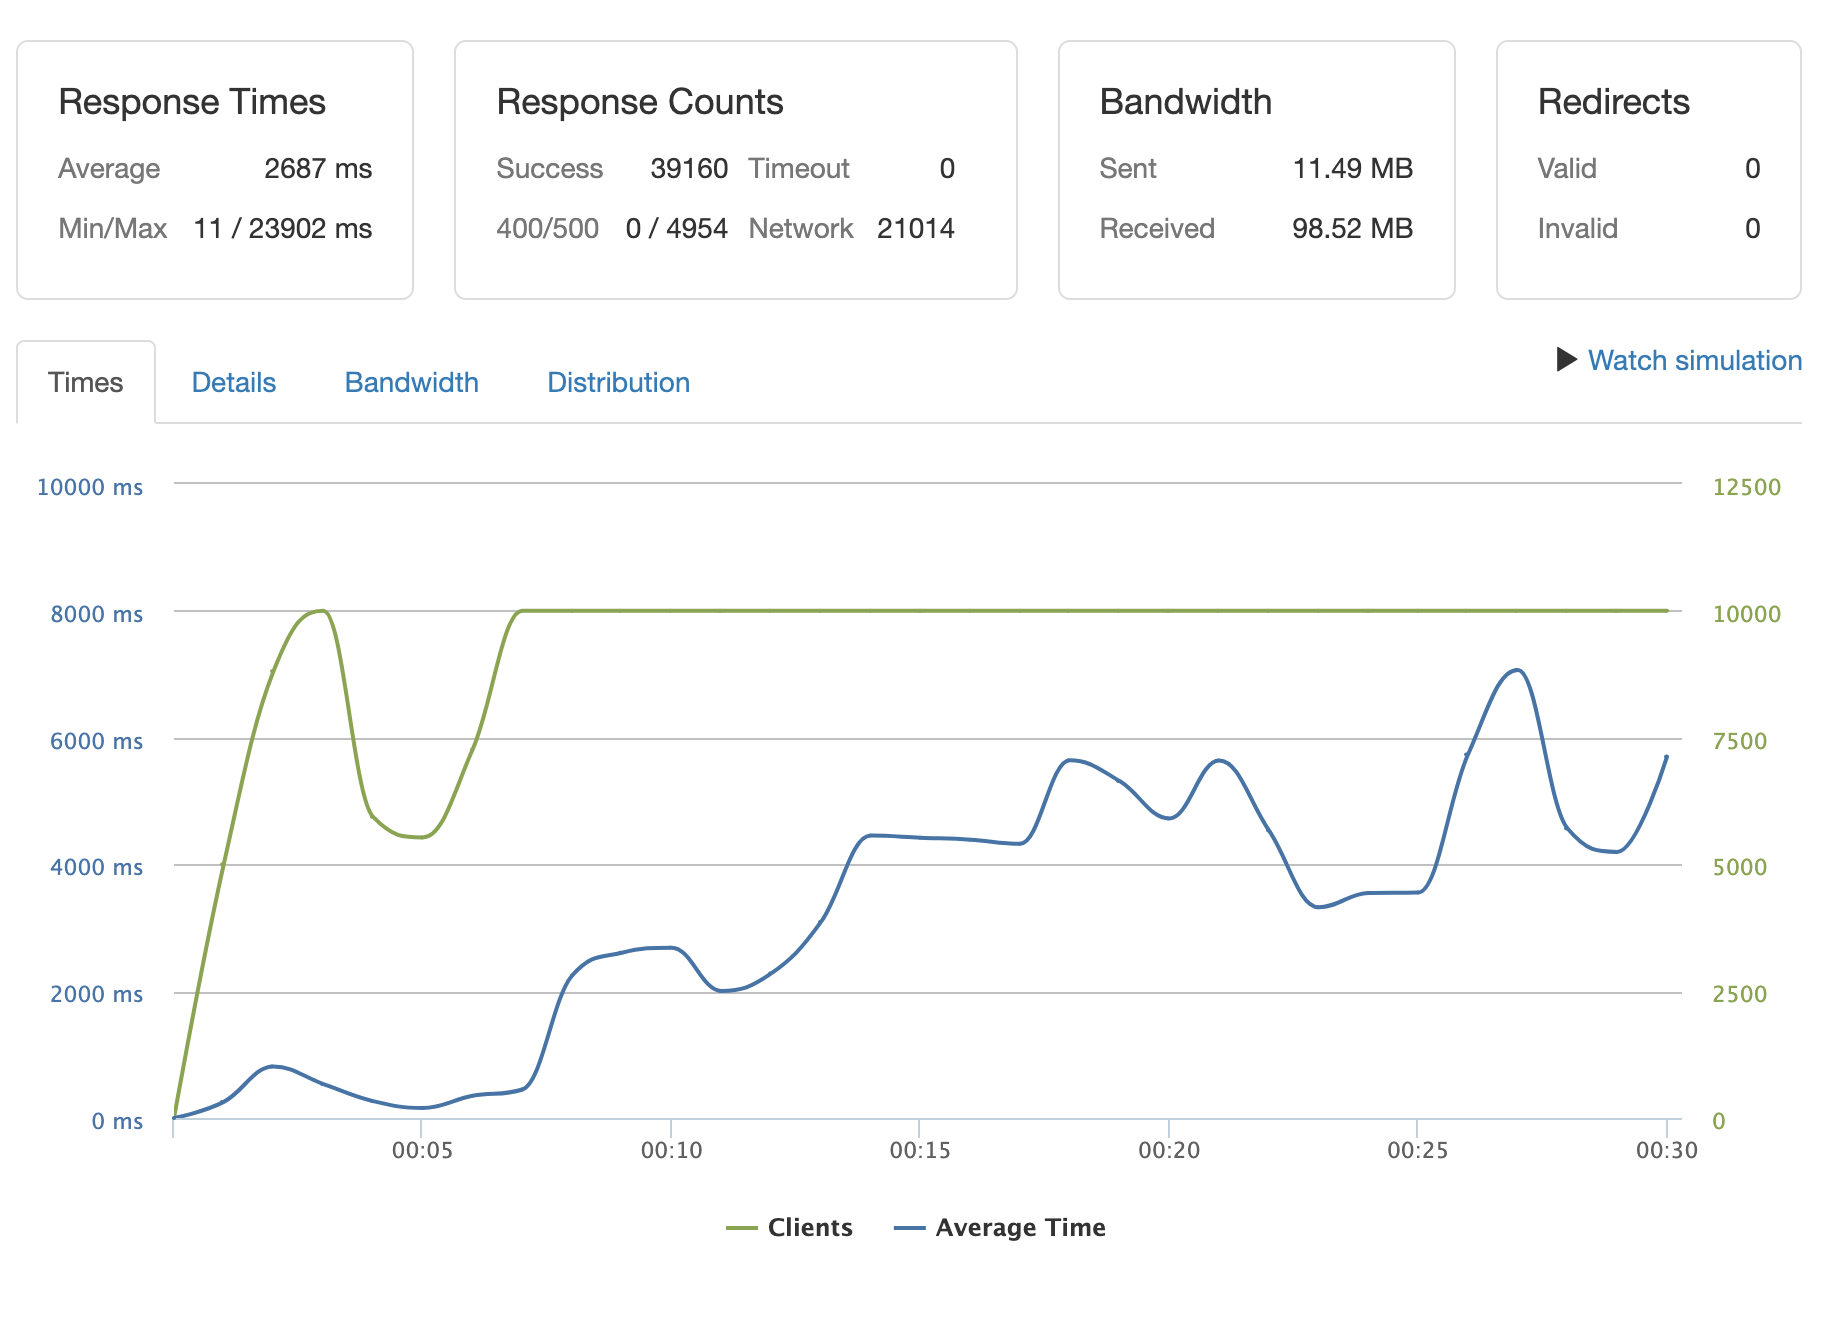 Response Times
Average 2687 ms
Min/Max 11 / 23902 ms
Response Counts
Success 39160 Timeout 0
400/500 0 / 4954 Network 21014
Bandwidth
Sent 11.49 MB
Received 98.52 MB
Redirects
Valid 0
Invalid 0
Times Details Bandwidth Distribution
Watch simulation
10000 ms 12500
8000 ms 10000
6000 ms 7500
4000 ms 5000
2000 ms 2500
0 ms 0
00:05 00:10 00:15 00:20 00:25 00:30
Clients Average Time